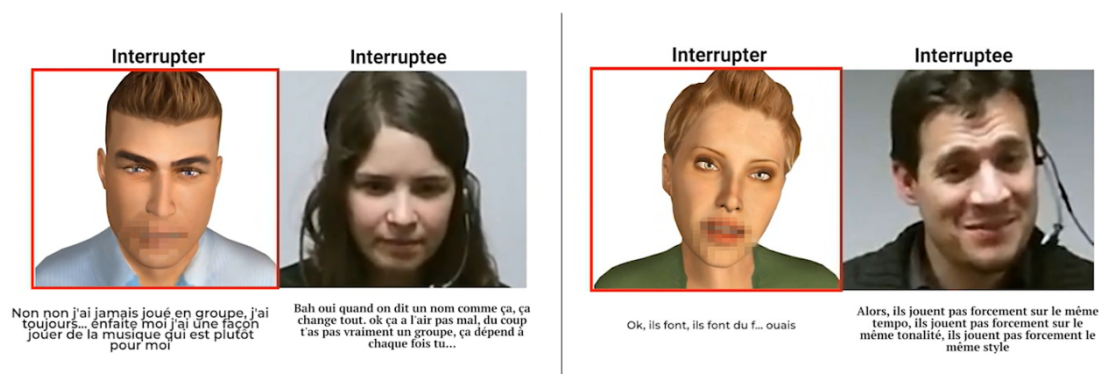 Interrupter
Interruptee
Non non j'ai jamais joué en groupe, j'ai
toujours... enfaite moi j'ai une façon
jouer de la musique qui est plutôt
pour moi
Bah oui quand on dit un nom comme ça, ça
change tout. ok ça a l'air pas mal, du coup
t'as pas vraiment un groupe, ça dépend à
chaque fois tu...
Interrupter
Interruptee
Ok, ils font, ils font du f... ouais
Alors, ils jouent pas forcement sur le même
tempo, ils jouent pas forcement sur le
même tonalité, ils jouent pas forcement le
même style